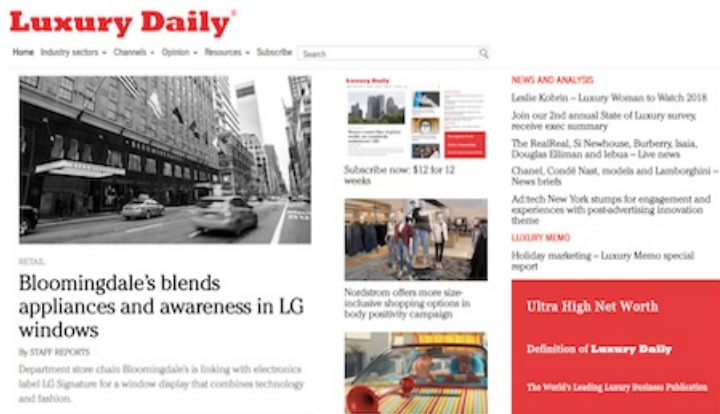 Luxury Daily®
Home Industry sectors Channels Opinion Resources Subscribe Search
RETAIL
Bloomingdale's blends
appliances and awareness in LG
windows
By STAFF REPORTS
Department store chain Bloomingdale's is linking with electronics
label LG Signature for a window display that combines technology
and fashion.
Luxury Daily
Subscribe now: $12 for 12
weeks
Nordstrom offers more size-
inclusive shopping options in
body positivity campaign
NEWS AND ANALYSIS
Leslie Kobrin – Luxury Woman to Watch 2018
Join our 2nd annual State of Luxury survey,
receive exec summary
The RealReal, Si Newhouse, Burberry, Isaia,
Douglas Elliman and Iebua – Live news
Chanel, Condé Nast, models and Lamborghini –
News briefs
Ad:tech New York stumps for engagement and
experiences with post-advertising innovation
theme
LUXURY MEMO
Holiday marketing – Luxury Memo special
report
Ultra High Net Worth
Definition of Luxury Daily
The World's Leading Luxury Business Publication